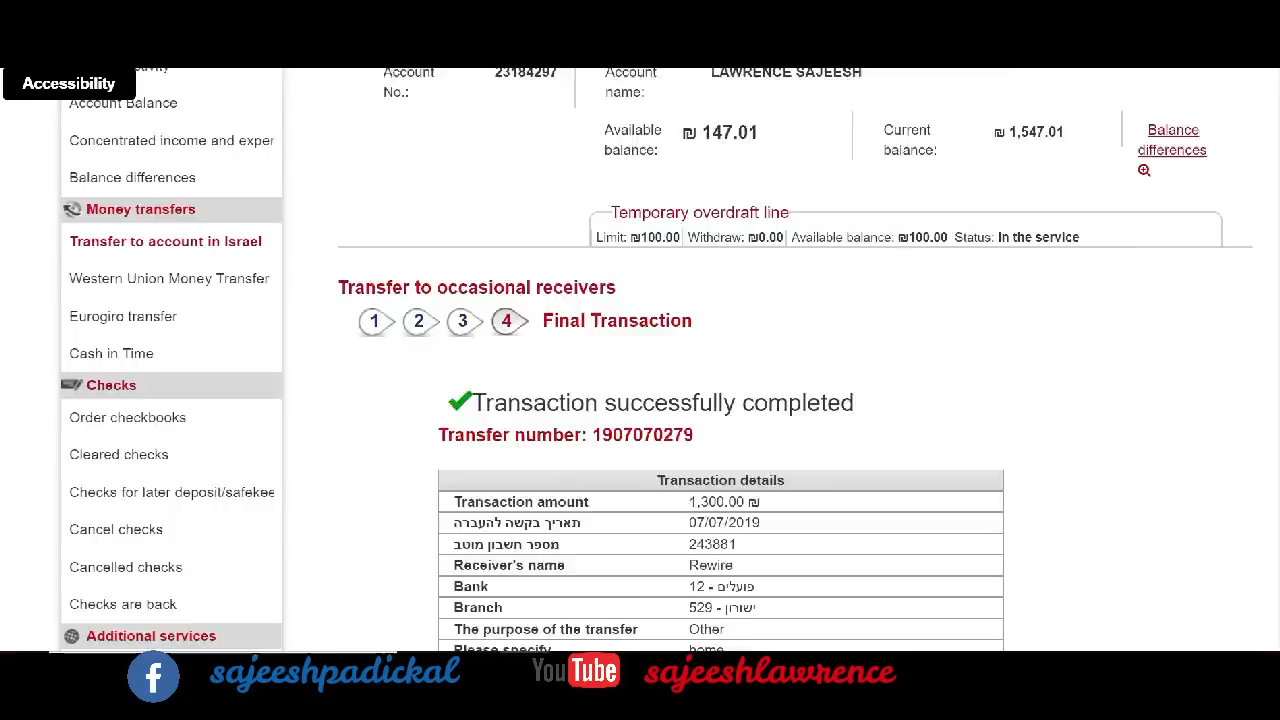 Accessibility
Account No.: 23184297
Account name: LAWRENCE SAJEESH
Account Balance
Available balance: ₪ 147.01
Current balance: ₪ 1,547.01
Balance differences
Concentrated income and exper
Balance differences
Money transfers
Temporary overdraft line
Limit: ₪100.00 Withdraw: ₪0.00 Available balance: ₪100.00 Status: In the service
Transfer to account in Israel
Western Union Money Transfer
Eurogiro transfer
Cash in Time
Checks
Order checkbooks
Cleared checks
Checks for later deposit/safekee
Cancel checks
Cancelled checks
Checks are back
Additional services
Transfer to occasional receivers
1 2 3 4 Final Transaction
Transaction successfully completed
Transfer number: 1907070279
Transaction details
Transaction amount 1,300.00 ₪
תאריך בקשה להעברה 07/07/2019
מספר חשבון מוטב 243881
Receiver's name Rewire
Bank 12 - פועלים
Branch 529 - ישורון
The purpose of the transfer Other
Please specify home
f sajeeshpadickal YouTube sajeeshlawrence